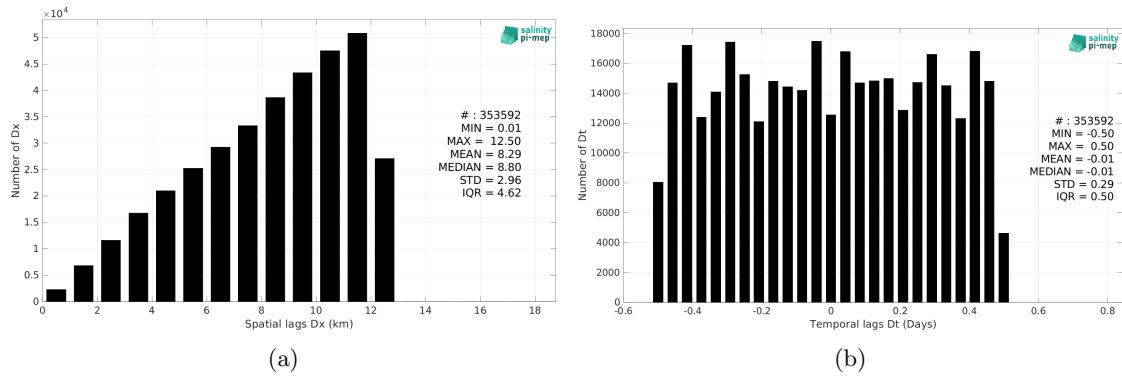 ×10⁴
5
4.5
4
3.5
3
2.5
2
1.5
1
0.5
0
Number of Dx
0 2 4 6 8 10 12 14 16 18
Spatial lags Dx (km)
salinity
pi-mep
# : 353592
MIN = 0.01
MAX = 12.50
MEAN = 8.29
MEDIAN = 8.80
STD = 2.96
IQR = 4.62
(a)
18000
16000
14000
12000
10000
8000
6000
4000
2000
0
Number of Dt
-0.6 -0.4 -0.2 0 0.2 0.4 0.6 0.8
Temporal lags Dt (Days)
salinity
pi-mep
# : 353592
MIN = -0.50
MAX = 0.50
MEAN = -0.01
MEDIAN = -0.01
STD = 0.29
IQR = 0.50
(b)